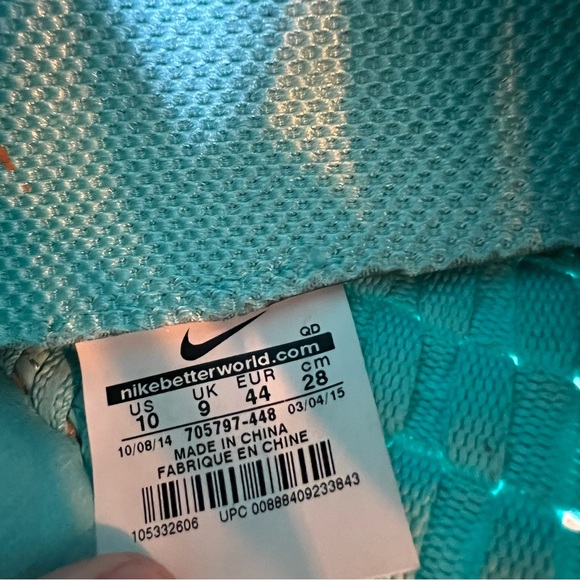 QD
nikebetterworld.com
US UK EUR cm
10 9 44 28
10/08/14 705797-448 03/04/15
MADE IN CHINA
FABRIQUE EN CHINE
105332606 UPC 00888409233843